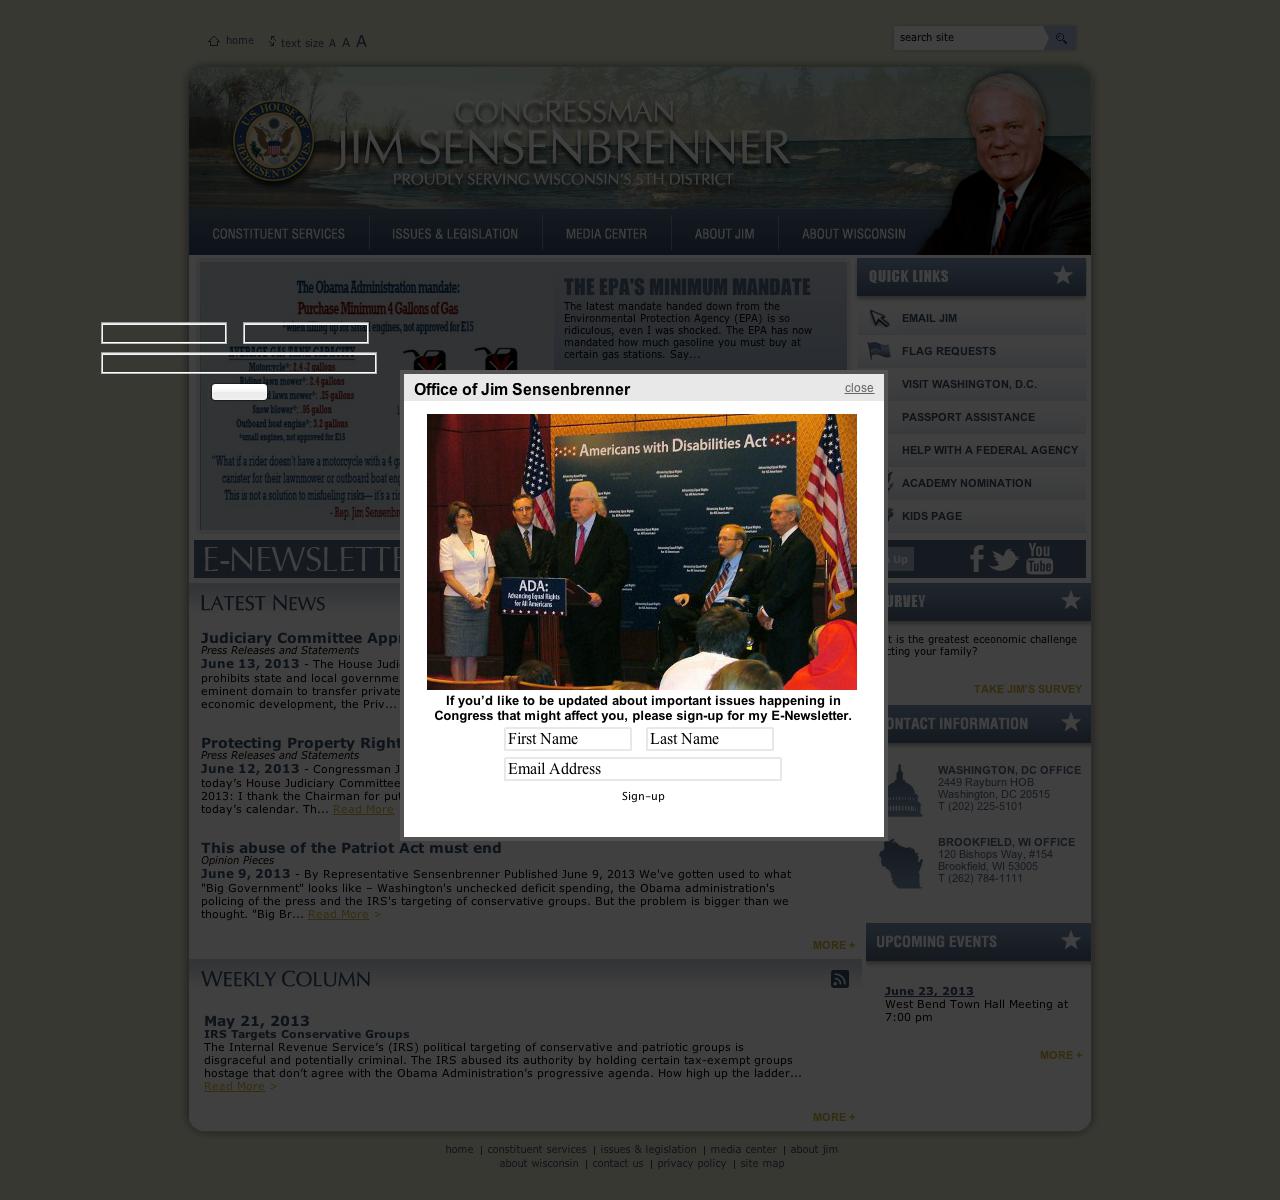 home
text size A A A
search site
U.S. HOUSE OF REPRESENTATIVES
CONGRESSMAN
JIM SENSENBRENNER
PROUDLY SERVING WISCONSIN'S 5TH DISTRICT
CONSTITUENT SERVICES
ISSUES & LEGISLATION
MEDIA CENTER
ABOUT JIM
ABOUT WISCONSIN
The Obama Administration mandate:
Purchase Minimum 4 Gallons of Gas
*when filling up for small engines, not approved for E15
AVERAGE GAS TANK CAPACITY
Motorcycle*: 2.4 -2 gallons
Riding lawn mower*: 2.4 gallons
lawn mower*: .25 gallons
Snow blower*: .95 gallon
Outboard boat engine*: 3.2 gallons
*small engines, not approved for E15
"What if a rider doesn't have a motorcycle with a 4 g
canister for their lawnmower or outboard boat eng
This is not a solution to misfueling risks—it's a ri
- Rep. Jim Sensenbr
THE EPA'S MINIMUM MANDATE
The latest mandate handed down from the
Environmental Protection Agency (EPA) is so
ridiculous, even I was shocked. The EPA has now
mandated how much gasoline you must buy at
certain gas stations. Say...
QUICK LINKS
EMAIL JIM
FLAG REQUESTS
VISIT WASHINGTON, D.C.
PASSPORT ASSISTANCE
HELP WITH A FEDERAL AGENCY
ACADEMY NOMINATION
KIDS PAGE
Office of Jim Sensenbrenner
close
Americans with Disabilities Act
ADA:
Advancing Equal Rights
for All Americans
If you'd like to be updated about important issues happening in
Congress that might affect you, please sign-up for my E-Newsletter.
First Name
Last Name
Email Address
Sign-up
E-NEWSLETTE
Up
You
Tube
LATEST NEWS
Judiciary Committee Appr
Press Releases and Statements
June 13, 2013 - The House Judi
prohibits state and local governme
eminent domain to transfer private
economic development, the Priv...
Protecting Property Right
Press Releases and Statements
June 12, 2013 - Congressman J
today's House Judiciary Committee
2013: I thank the Chairman for put
today's calendar. Th... Read More
This abuse of the Patriot Act must end
Opinion Pieces
June 9, 2013 - By Representative Sensenbrenner Published June 9, 2013 We've gotten used to what
"Big Government" looks like – Washington's unchecked deficit spending, the Obama administration's
policing of the press and the IRS's targeting of conservative groups. But the problem is bigger than we
thought. "Big Br... Read More >
MORE +
WEEKLY COLUMN
May 21, 2013
IRS Targets Conservative Groups
The Internal Revenue Service's (IRS) political targeting of conservative and patriotic groups is
disgraceful and potentially criminal. The IRS abused its authority by holding certain tax-exempt groups
hostage that don't agree with the Obama Administration's progressive agenda. How high up the ladder...
Read More >
MORE +
URVEY
t is the greatest eceonomic challenge
cting your family?
TAKE JIM'S SURVEY
ONTACT INFORMATION
WASHINGTON, DC OFFICE
2449 Rayburn HOB
Washington, DC 20515
T (202) 225-5101
BROOKFIELD, WI OFFICE
120 Bishops Way, #154
Brookfield, WI 53005
T (262) 784-1111
UPCOMING EVENTS
June 23, 2013
West Bend Town Hall Meeting at
7:00 pm
MORE +
home | constituent services | issues & legislation | media center | about jim
about wisconsin | contact us | privacy policy | site map